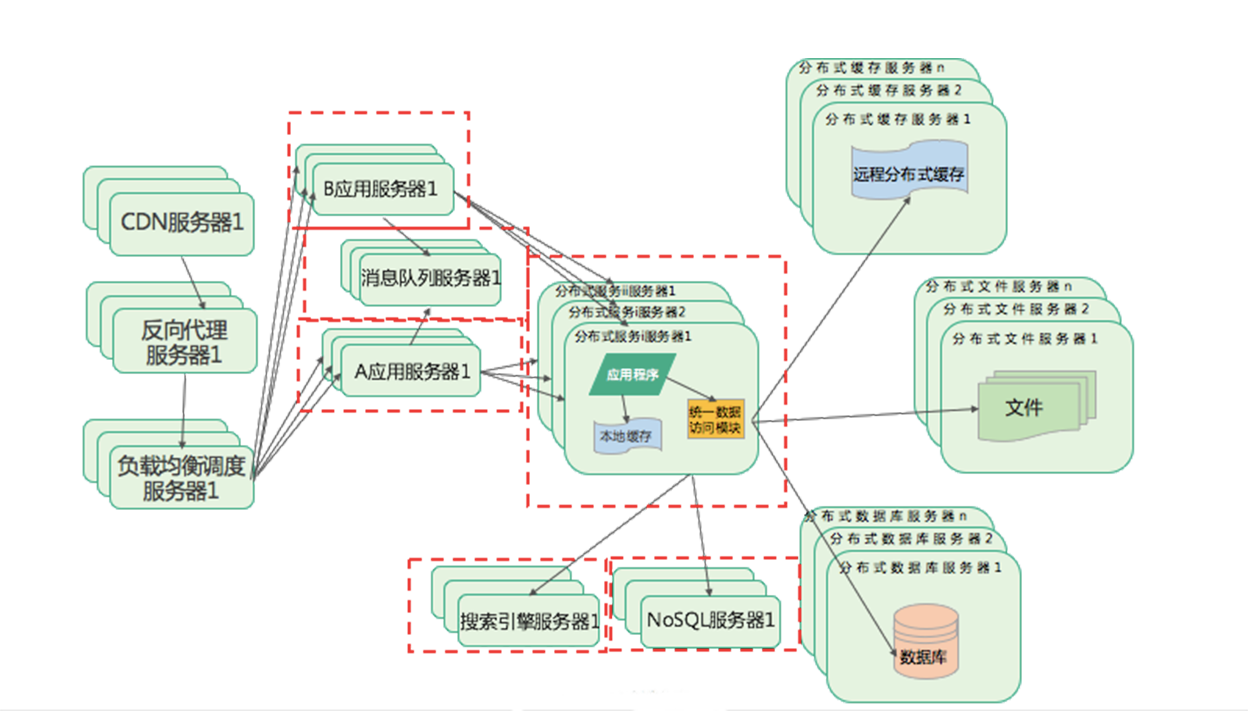 CDN服务器1
反向代理
服务器1
负载均衡调度
服务器1
B应用服务器1
消息队列服务器1
A应用服务器1
分布式服务iii服务器1
分布式服务i服务器2
分布式服务i服务器1
应用程序
本地缓存
统一数据
访问模块
搜索引擎服务器1
NoSQL服务器1
分布式缓存服务器n
分布式缓存服务器2
分布式缓存服务器1
远程分布式缓存
分布式文件服务器n
分布式文件服务器2
分布式文件服务器1
文件
分布式数据库服务器n
分布式数据库服务器2
分布式数据库服务器1
数据库